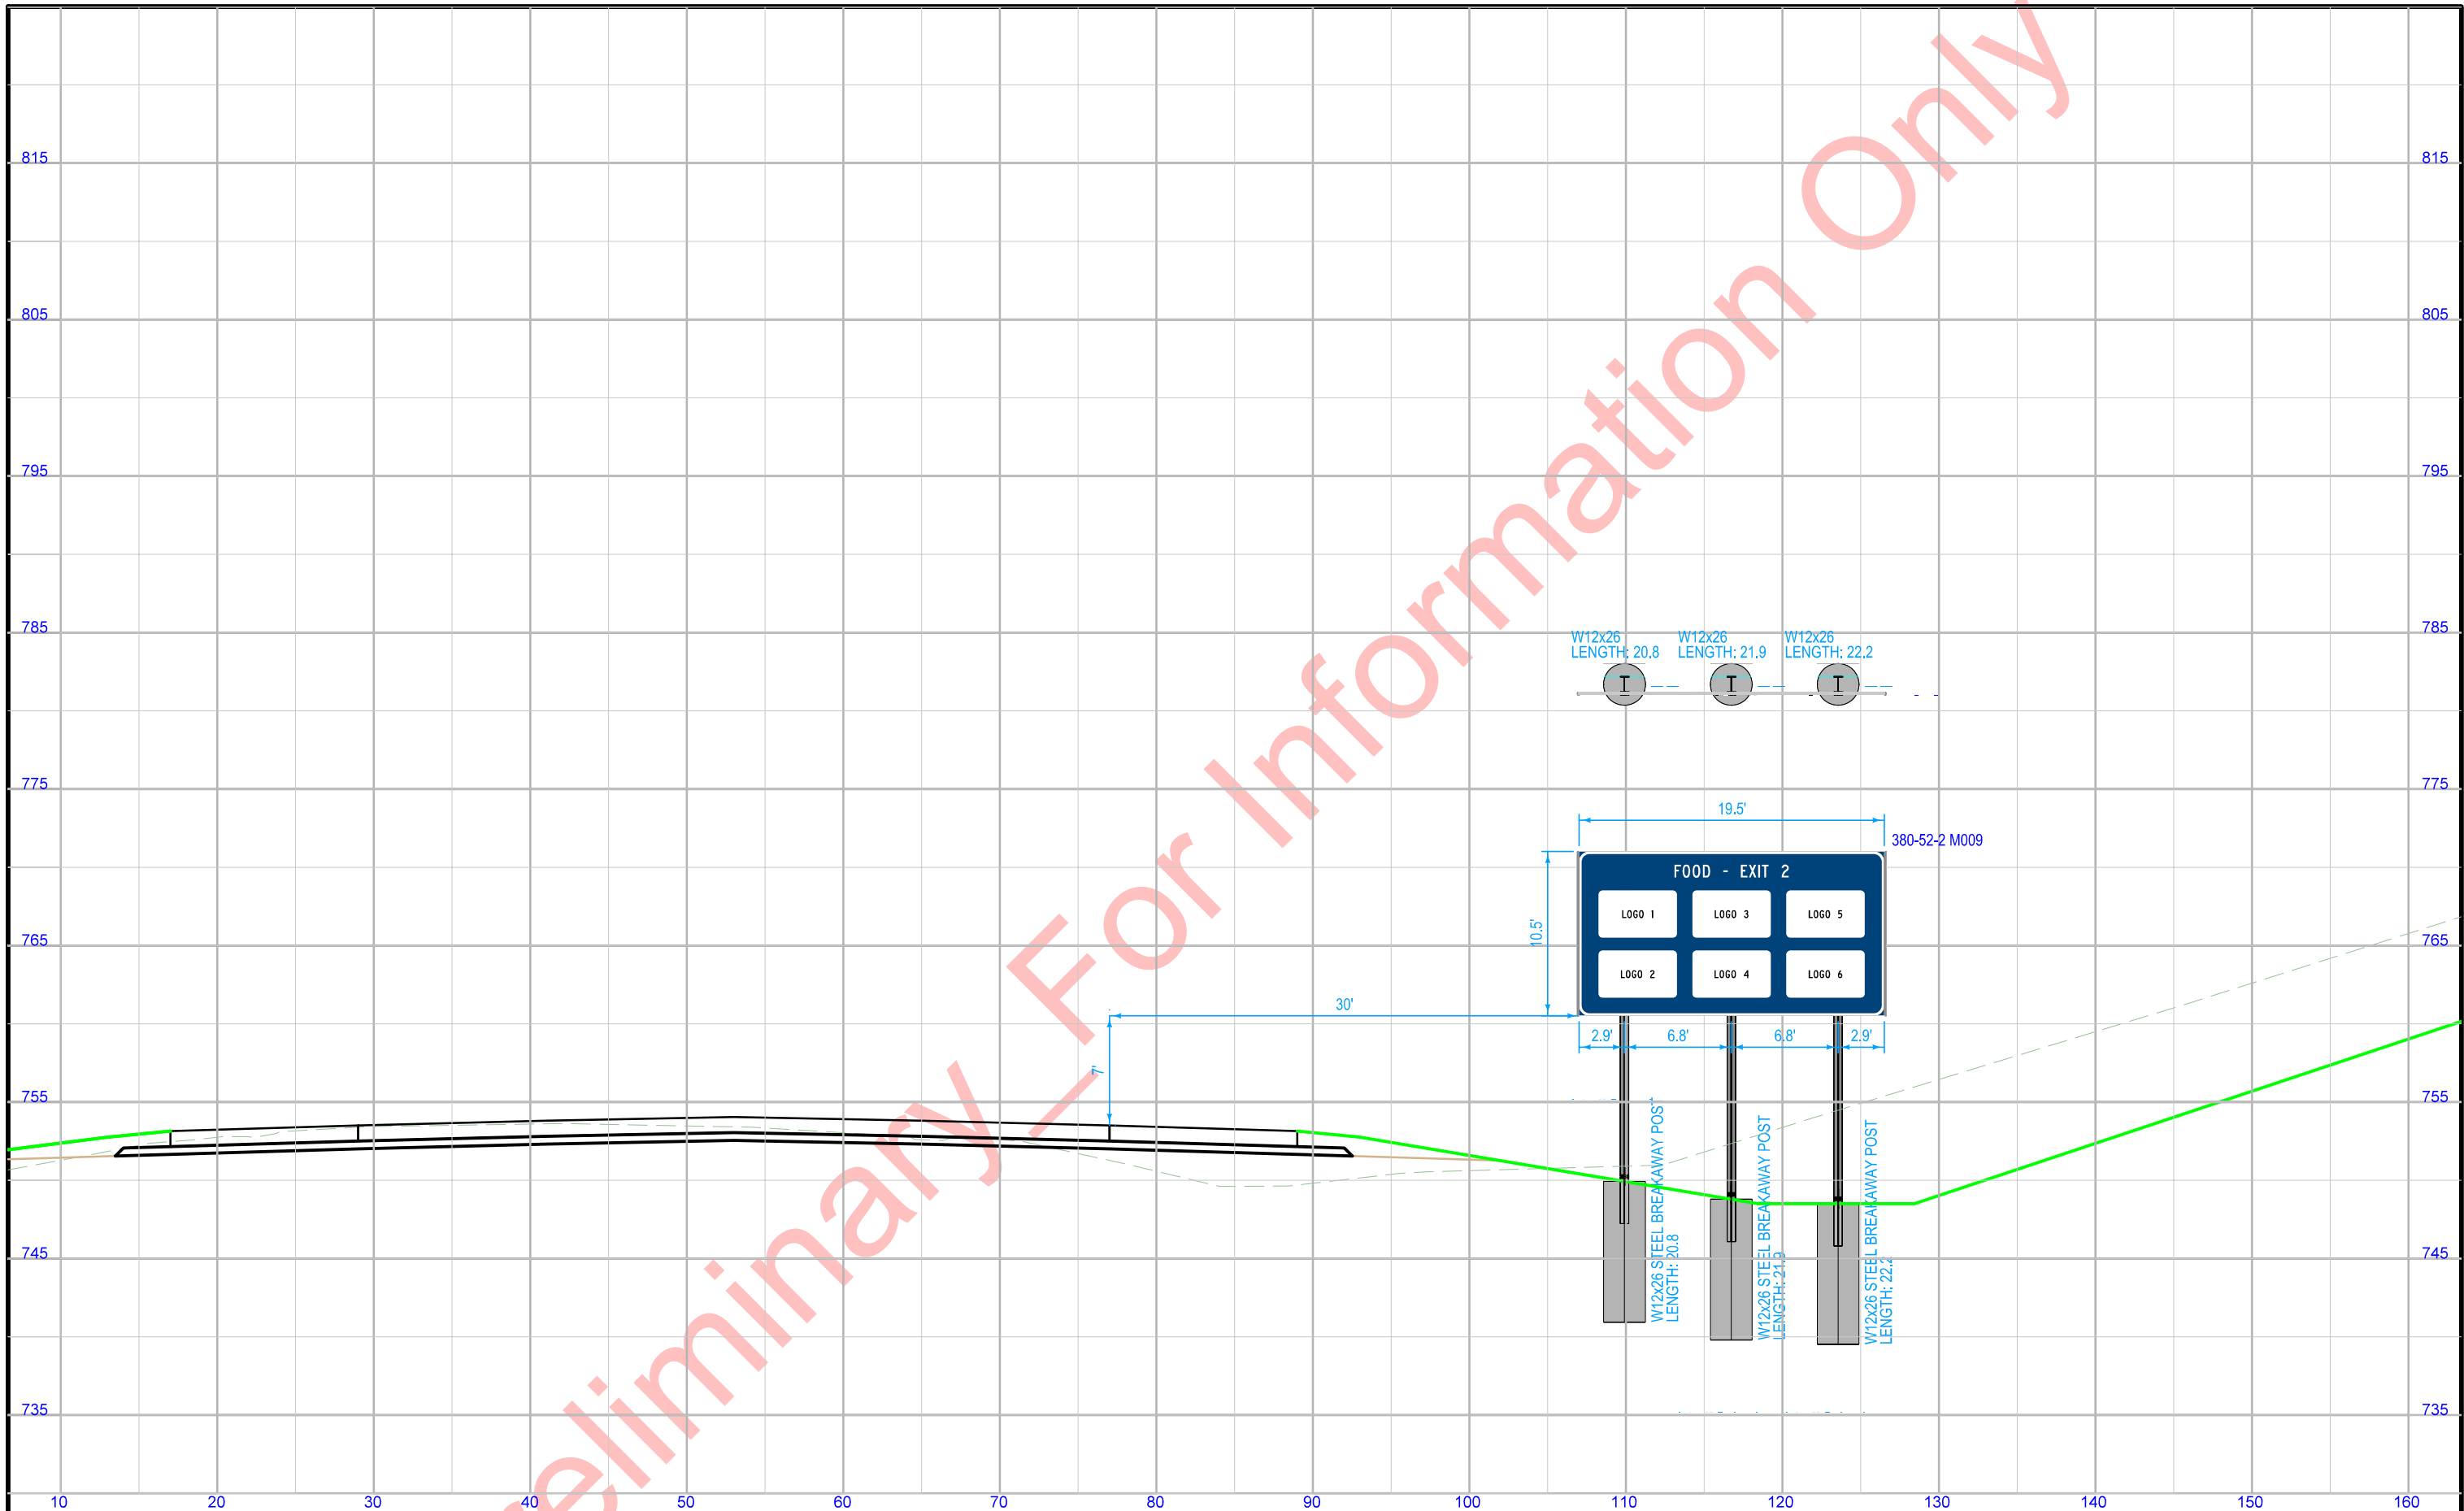 815 815
805 805
795 795
785 785
W12x26 W12x26 W12x26
LENGTH: 20.8 LENGTH: 21.9 LENGTH: 22.2
775 775
19.5'
380-52-2 M009
10.5'
FOOD - EXIT 2
LOGO 1 LOGO 3 LOGO 5
LOGO 2 LOGO 4 LOGO 6
765 765
30'
7'
2.9' 6.8' 6.8' 2.9'
755 755
W12x26 STEEL BREAKAWAY POST
LENGTH: 20.8
W12x26 STEEL BREAKAWAY POST
LENGTH: 21.9
W12x26 STEEL BREAKAWAY POST
LENGTH: 22.2
745 745
735 735
10 20 30 40 50 60 70 80 90 100 110 120 130 140 150 160
eliminary_For Information Only